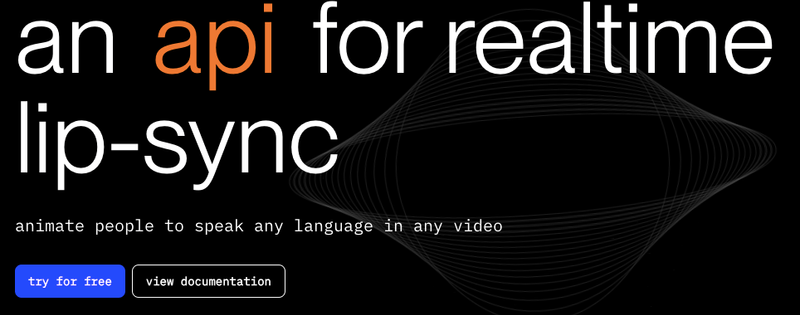 an api for realtime
lip-sync
animate people to speak any language in any video
try for free
view documentation